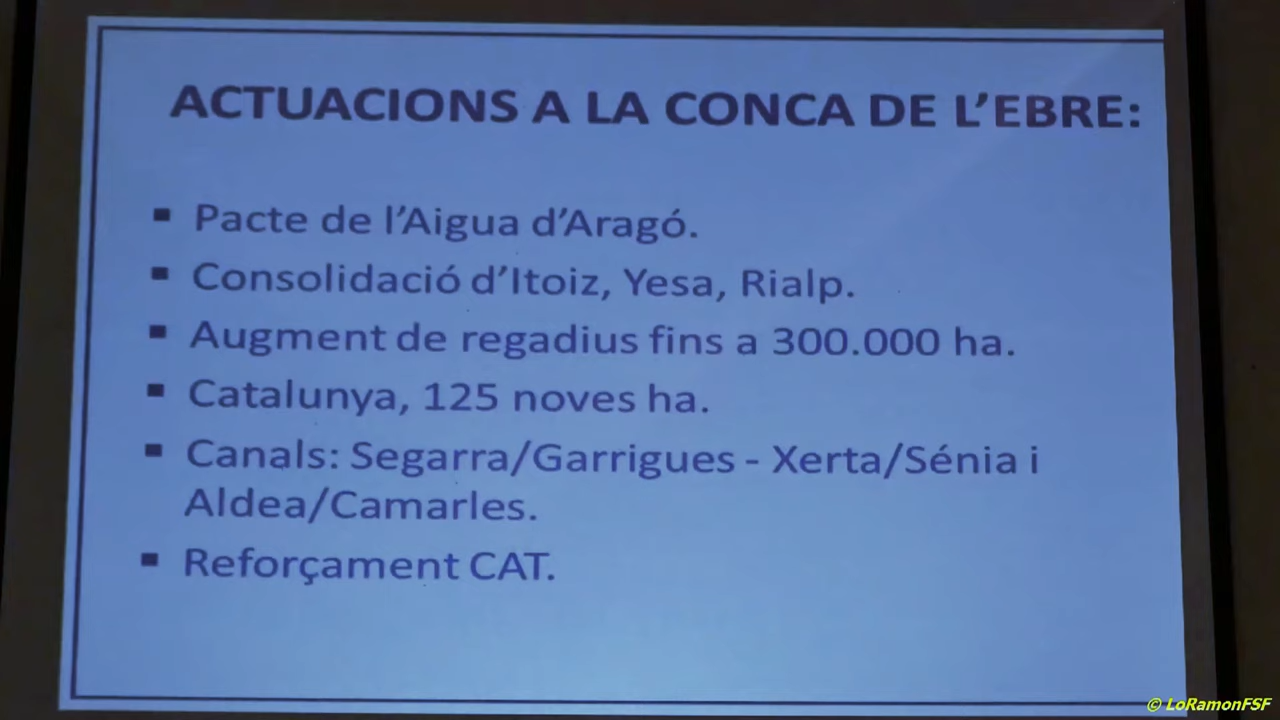 ACTUACIONS A LA CONCA DE L’EBRE:
▪ Pacte de l’Aigua d’Aragó.
▪ Consolidació d’Itoiz, Yesa, Rialp.
▪ Augment de regadius fins a 300.000 ha.
▪ Catalunya, 125 noves ha.
▪ Canals: Segarra/Garrigues - Xerta/Sénia i
Aldea/Camarles.
▪ Reforçament CAT.
© LoRamonFSF